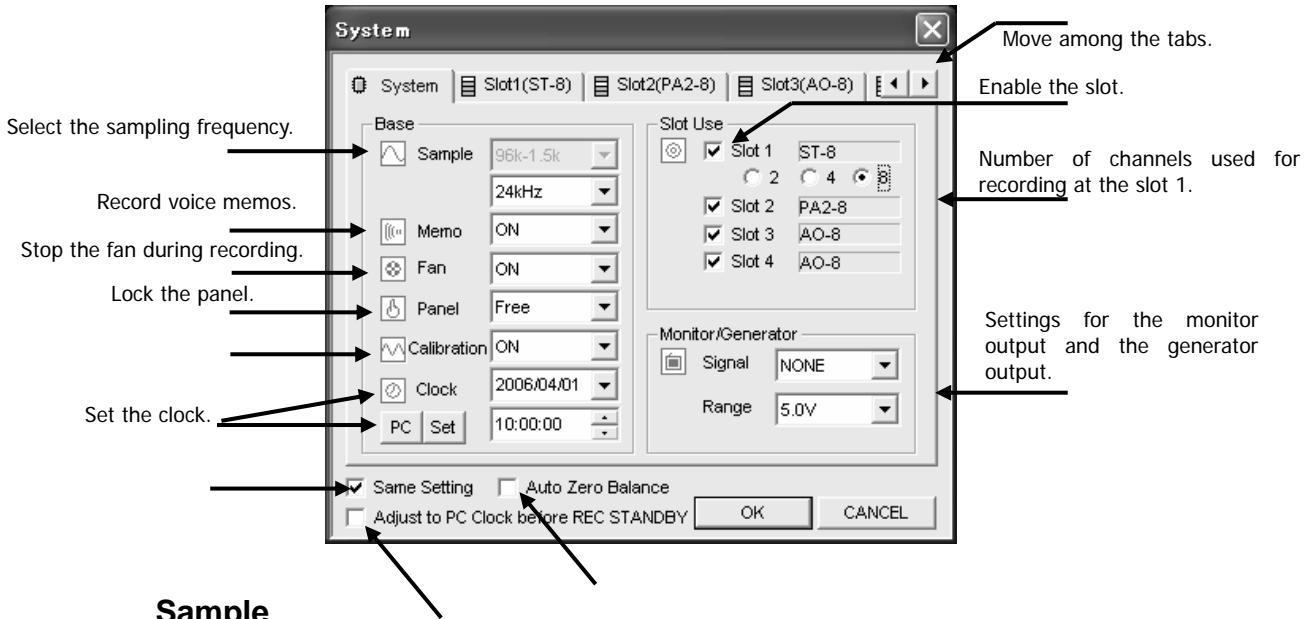 System
Move among the tabs.
System Slot1(ST-8) Slot2(PA2-8) Slot3(AO-8)
Enable the slot.
Select the sampling frequency.
Base
Sample 96k-1.5k
24kHz
Slot Use
Slot 1 ST-8
2 4 8
Slot 2 PA2-8
Slot 3 AO-8
Slot 4 AO-8
Number of channels used for
recording at the slot 1.
Record voice memos.
Memo ON
Stop the fan during recording.
Fan ON
Lock the panel.
Panel Free
Calibration ON
Clock 2006/04/01
Set the clock.
PC Set 10:00:00
Monitor/Generator
Signal NONE
Range 5.0V
Settings for the monitor
output and the generator
output.
Same Setting Auto Zero Balance
Adjust to PC Clock before REC STANDBY OK CANCEL
Sample